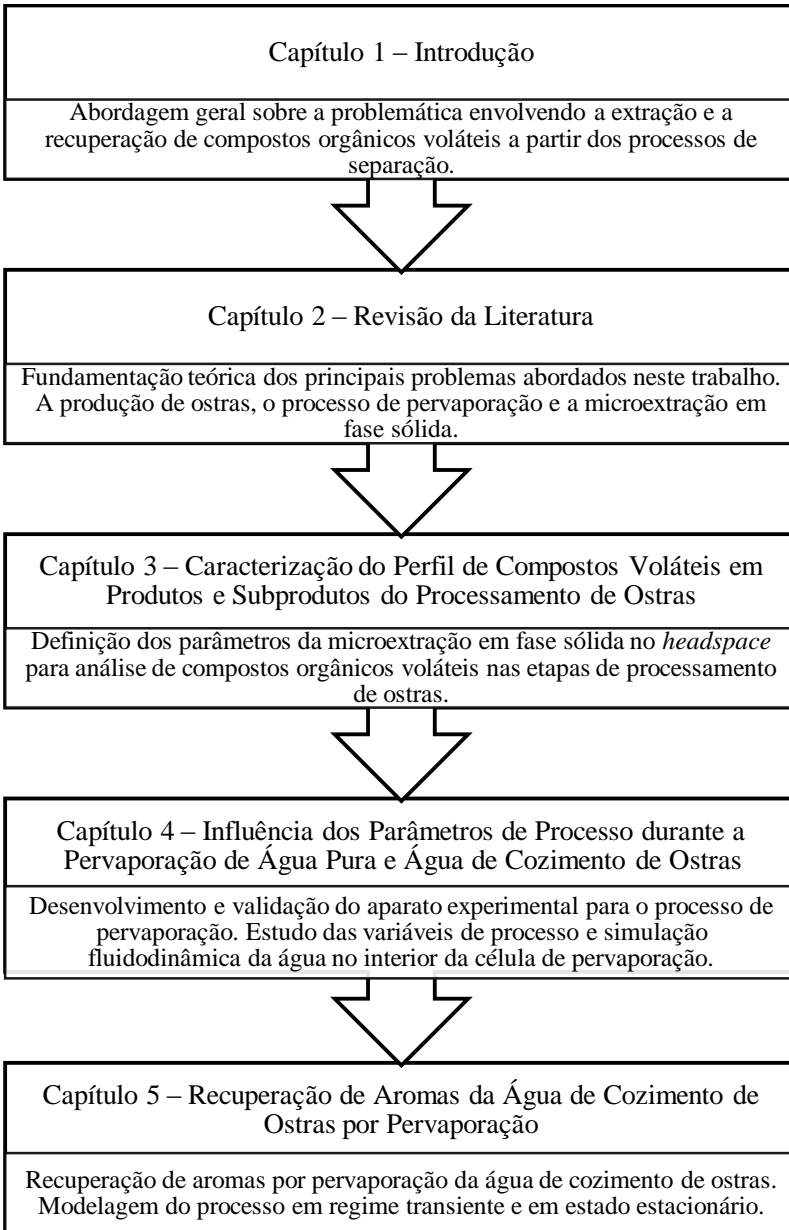 Capítulo 1 – Introdução
Abordagem geral sobre a problemática envolvendo a extração e a
recuperação de compostos orgânicos voláteis a partir dos processos de
separação.
Capítulo 2 – Revisão da Literatura
Fundamentação teórica dos principais problemas abordados neste trabalho.
A produção de ostras, o processo de pervaporação e a microextração em
fase sólida.
Capítulo 3 – Caracterização do Perfil de Compostos Voláteis em
Produtos e Subprodutos do Processamento de Ostras
Definição dos parâmetros da microextração em fase sólida no headspace
para análise de compostos orgânicos voláteis nas etapas de processamento
de ostras.
Capítulo 4 – Influência dos Parâmetros de Processo durante a
Pervaporação de Água Pura e Água de Cozimento de Ostras
Desenvolvimento e validação do aparato experimental para o processo de
pervaporação. Estudo das variáveis de processo e simulação
fluidodinâmica da água no interior da célula de pervaporação.
Capítulo 5 – Recuperação de Aromas da Água de Cozimento de
Ostras por Pervaporação
Recuperação de aromas por pervaporação da água de cozimento de ostras.
Modelagem do processo em regime transiente e em estado estacionário.